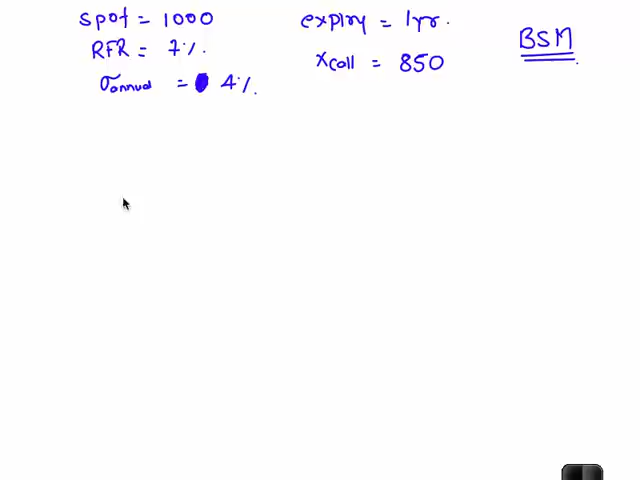 spot = 1000
RFR = 7%.
σannual = 4%.
expiry = 1yr.
xcall = 850
BSM